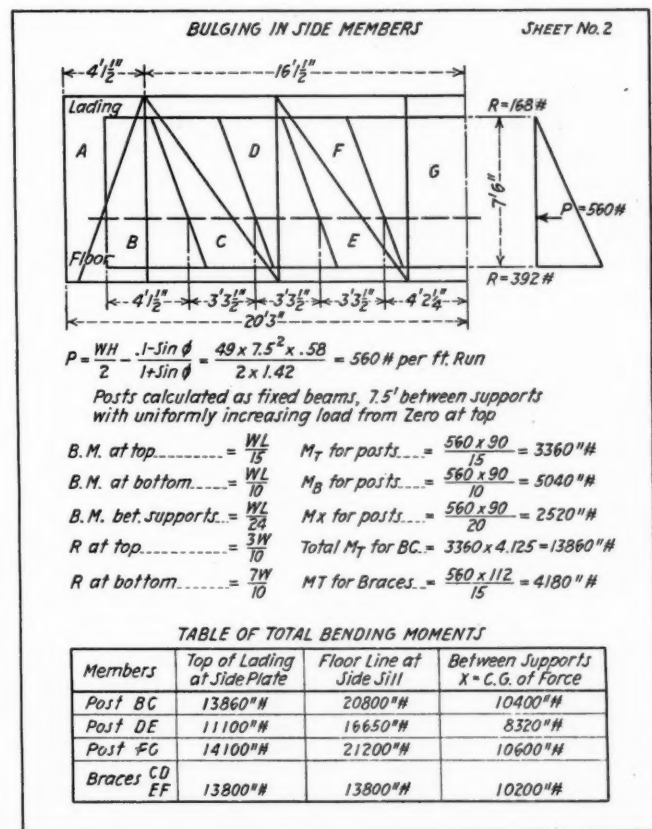 BULGING IN SIDE MEMBERS SHEET No. 2
4'1½" 16'1½"
Lading R=168#
A D F G
7'6" P=560#
B C E
Floor R=392#
4'1½" 3'3½" 3'3½" 3'3½" 4'2¼"
20'3"
P = WH/2 - .1-Sin φ/1+Sin φ = 49 x 7.5² x .58/2 x 1.42 = 560# per ft. Run
Posts calculated as fixed beams, 7.5' between supports
with uniformly increasing load from Zero at top
B.M. at top = WL/15 M_T for posts = 560 x 90/15 = 3360"#
B.M. at bottom = WL/10 M_B for posts = 560 x 90/10 = 5040"#
B.M. bet. supports = WL/24 Mx for posts = 560 x 90/20 = 2520"#
R at top = 3W/10 Total M_T for BC = 3360 x 4.125 = 13860"#
R at bottom = 7W/10 MT for Braces = 560 x 112/15 = 4180"#
TABLE OF TOTAL BENDING MOMENTS
Members Top of Lading at Side Plate Floor Line at Side Sill Between Supports X = C.G. of Force
Post BC 13860"# 20800"# 10400"#
Post DE 11100"# 16650"# 8320"#
Post FG 14100"# 21200"# 10600"#
Braces CD EF 13800"# 13800"# 10200"#